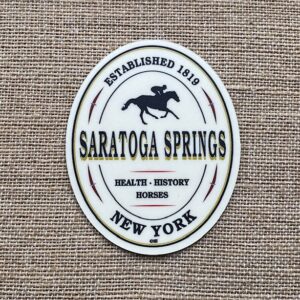 ESTABLISHED 1819
SARATOGA SPRINGS
HEALTH · HISTORY
HORSES
NEW YORK